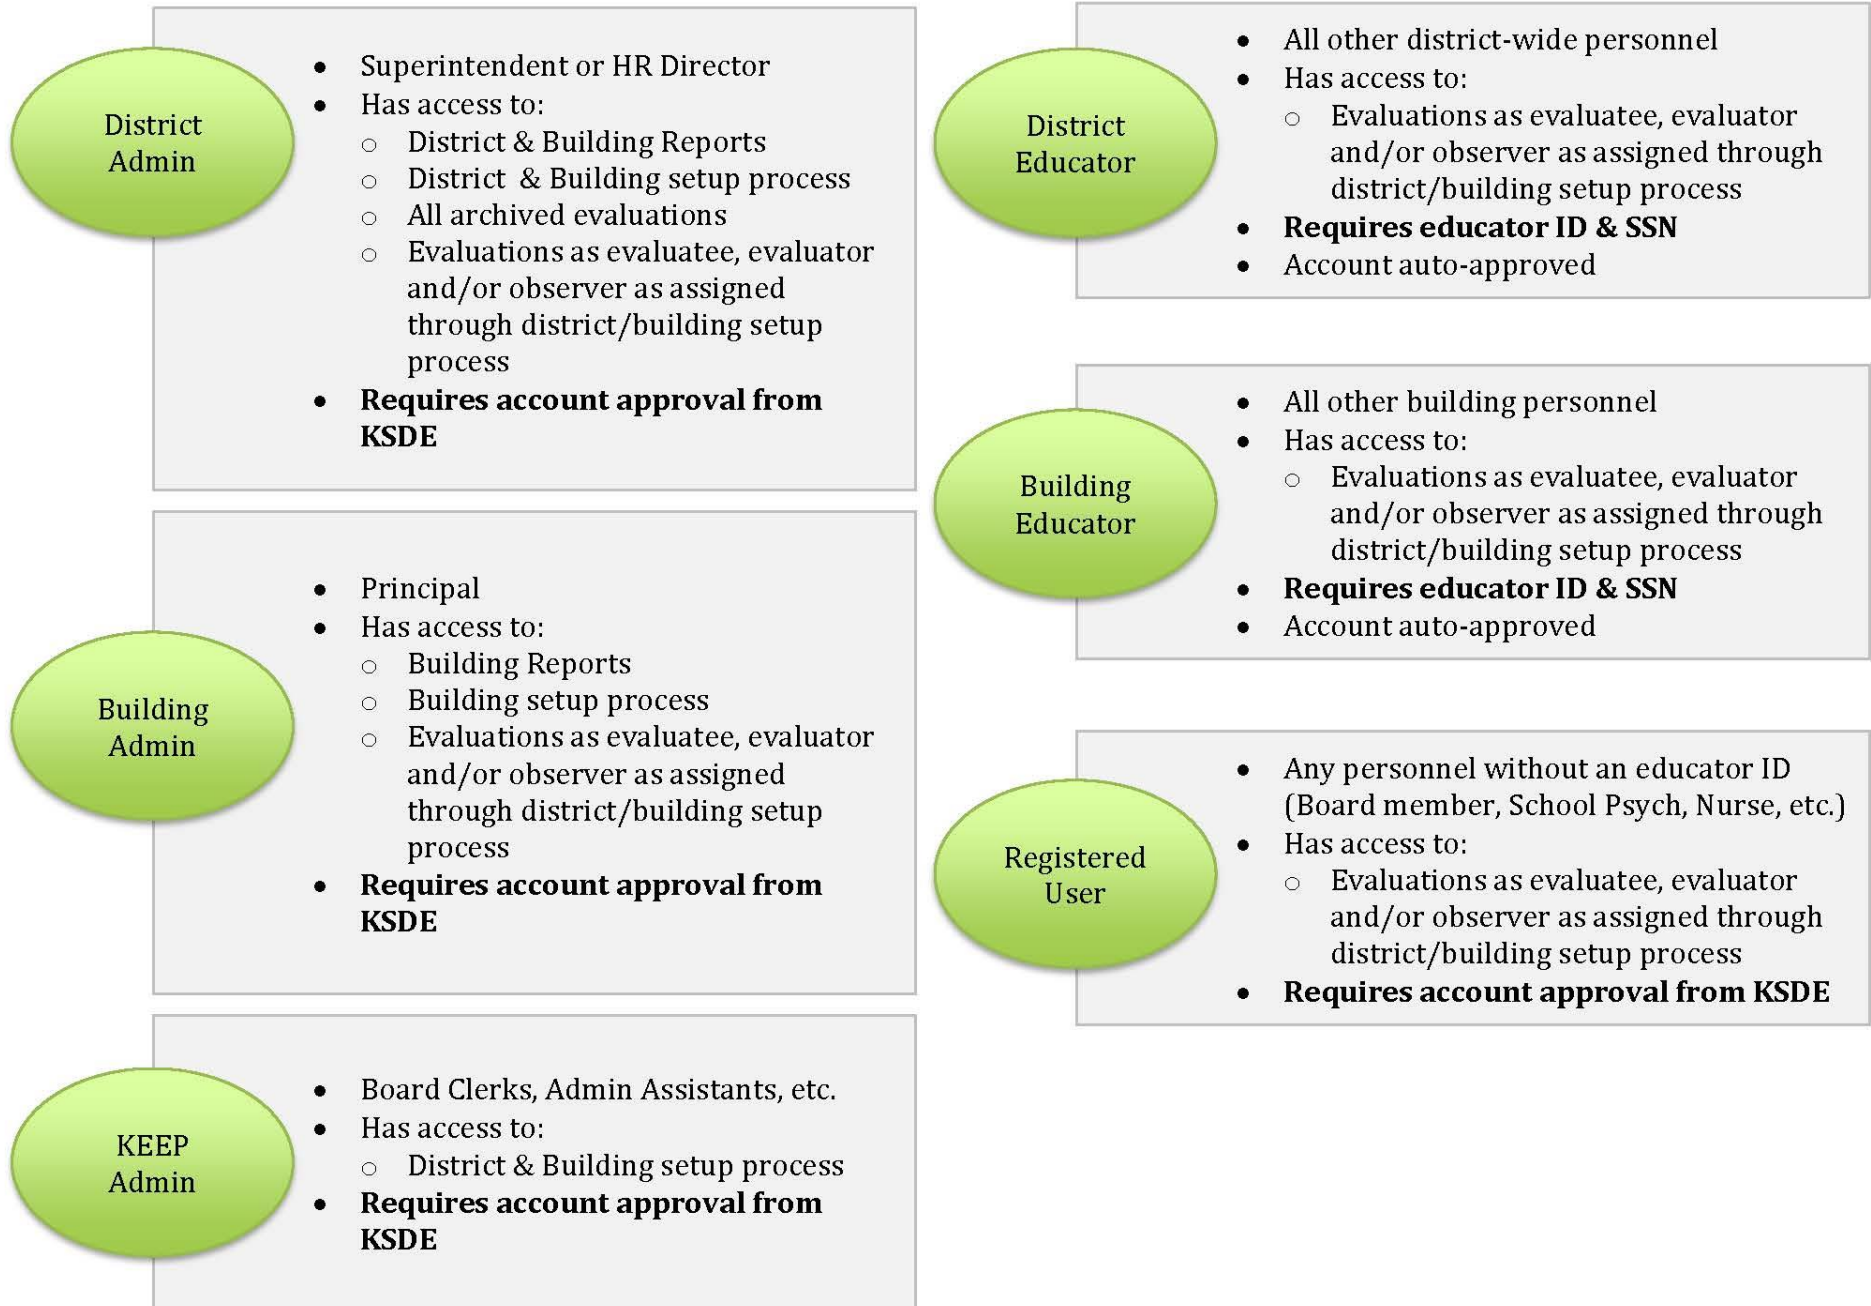 District
Admin
• Superintendent or HR Director
• Has access to:
○ District & Building Reports
○ District & Building setup process
○ All archived evaluations
○ Evaluations as evaluatee, evaluator
and/or observer as assigned
through district/building setup
process
• Requires account approval from
KSDE
Building
Admin
• Principal
• Has access to:
○ Building Reports
○ Building setup process
○ Evaluations as evaluatee, evaluator
and/or observer as assigned
through district/building setup
process
• Requires account approval from
KSDE
KEEP
Admin
• Board Clerks, Admin Assistants, etc.
• Has access to:
○ District & Building setup process
• Requires account approval from
KSDE
District
Educator
• All other district-wide personnel
• Has access to:
○ Evaluations as evaluatee, evaluator
and/or observer as assigned through
district/building setup process
• Requires educator ID & SSN
• Account auto-approved
Building
Educator
• All other building personnel
• Has access to:
○ Evaluations as evaluatee, evaluator
and/or observer as assigned through
district/building setup process
• Requires educator ID & SSN
• Account auto-approved
Registered
User
• Any personnel without an educator ID
(Board member, School Psych, Nurse, etc.)
• Has access to:
○ Evaluations as evaluatee, evaluator
and/or observer as assigned through
district/building setup process
• Requires account approval from KSDE